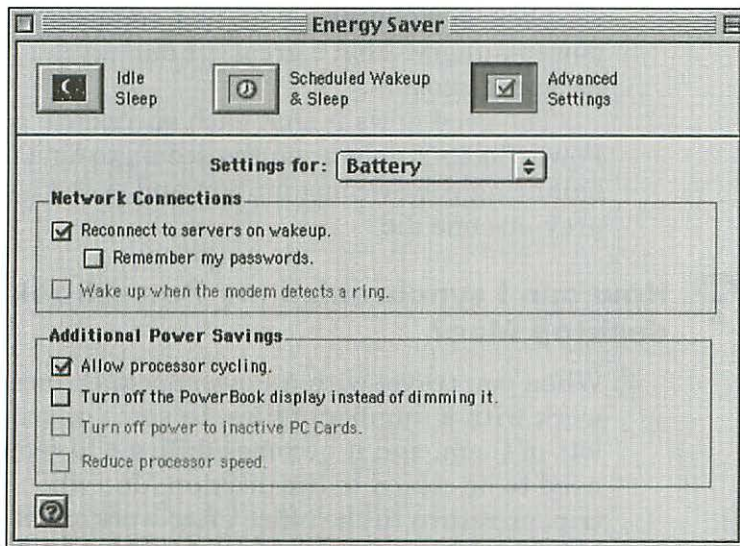 Energy Saver
Idle
Sleep
Scheduled Wakeup
& Sleep
Advanced
Settings
Settings for: Battery
Network Connections
Reconnect to servers on wakeup.
Remember my passwords.
Wake up when the modem detects a ring.
Additional Power Savings
Allow processor cycling.
Turn off the PowerBook display instead of dimming it.
Turn off power to inactive PC Cards.
Reduce processor speed.
?